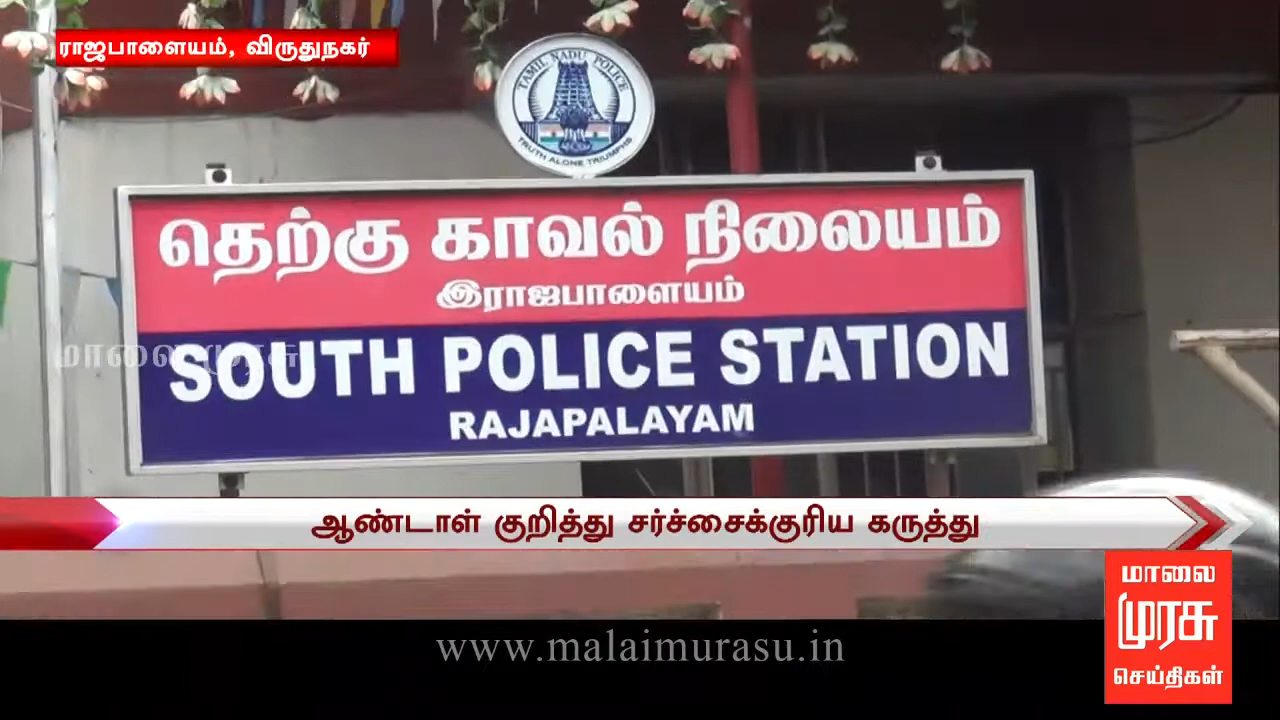 ராஜபாளையம், விருதுநகர்
TAMIL NADU POLICE
TRUTH ALONE TRIUMPHS
தெற்கு காவல் நிலையம்
இராஜபாளையம்
மாலை முரசு
SOUTH POLICE STATION
RAJAPALAYAM
ஆண்டாள் குறித்து சர்ச்சைக்குரிய கருத்து
மாலை
முரசு
செய்திகள்
www.malaimurasu.in